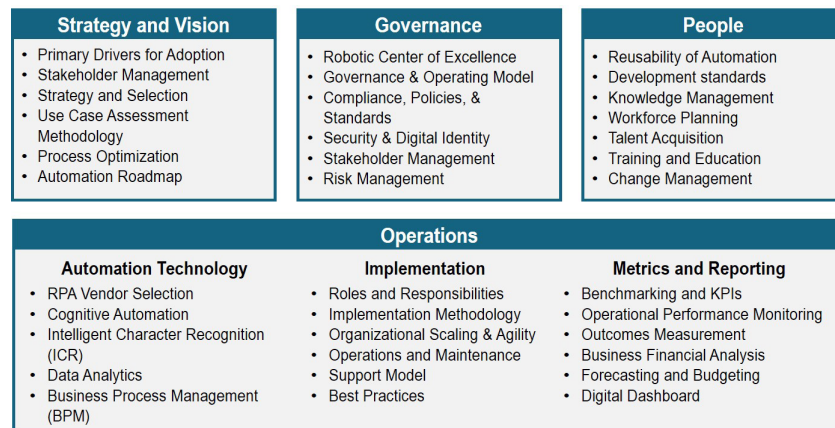 Strategy and Vision
• Primary Drivers for Adoption
• Stakeholder Management
• Strategy and Selection
• Use Case Assessment
Methodology
• Process Optimization
• Automation Roadmap
Governance
• Robotic Center of Excellence
• Governance & Operating Model
• Compliance, Policies, &
Standards
• Security & Digital Identity
• Stakeholder Management
• Risk Management
People
• Reusability of Automation
• Development standards
• Knowledge Management
• Workforce Planning
• Talent Acquisition
• Training and Education
• Change Management
Operations
Automation Technology
• RPA Vendor Selection
• Cognitive Automation
• Intelligent Character Recognition
(ICR)
• Data Analytics
• Business Process Management
(BPM)
Implementation
• Roles and Responsibilities
• Implementation Methodology
• Organizational Scaling & Agility
• Operations and Maintenance
• Support Model
• Best Practices
Metrics and Reporting
• Benchmarking and KPIs
• Operational Performance Monitoring
• Outcomes Measurement
• Business Financial Analysis
• Forecasting and Budgeting
• Digital Dashboard